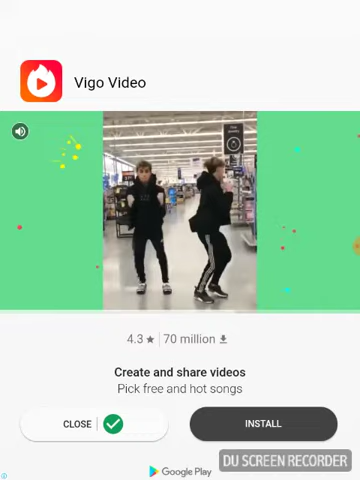 Vigo Video
4.3 ★ | 70 million
Create and share videos
Pick free and hot songs
CLOSE
INSTALL
DU SCREEN RECORDER
Google Play